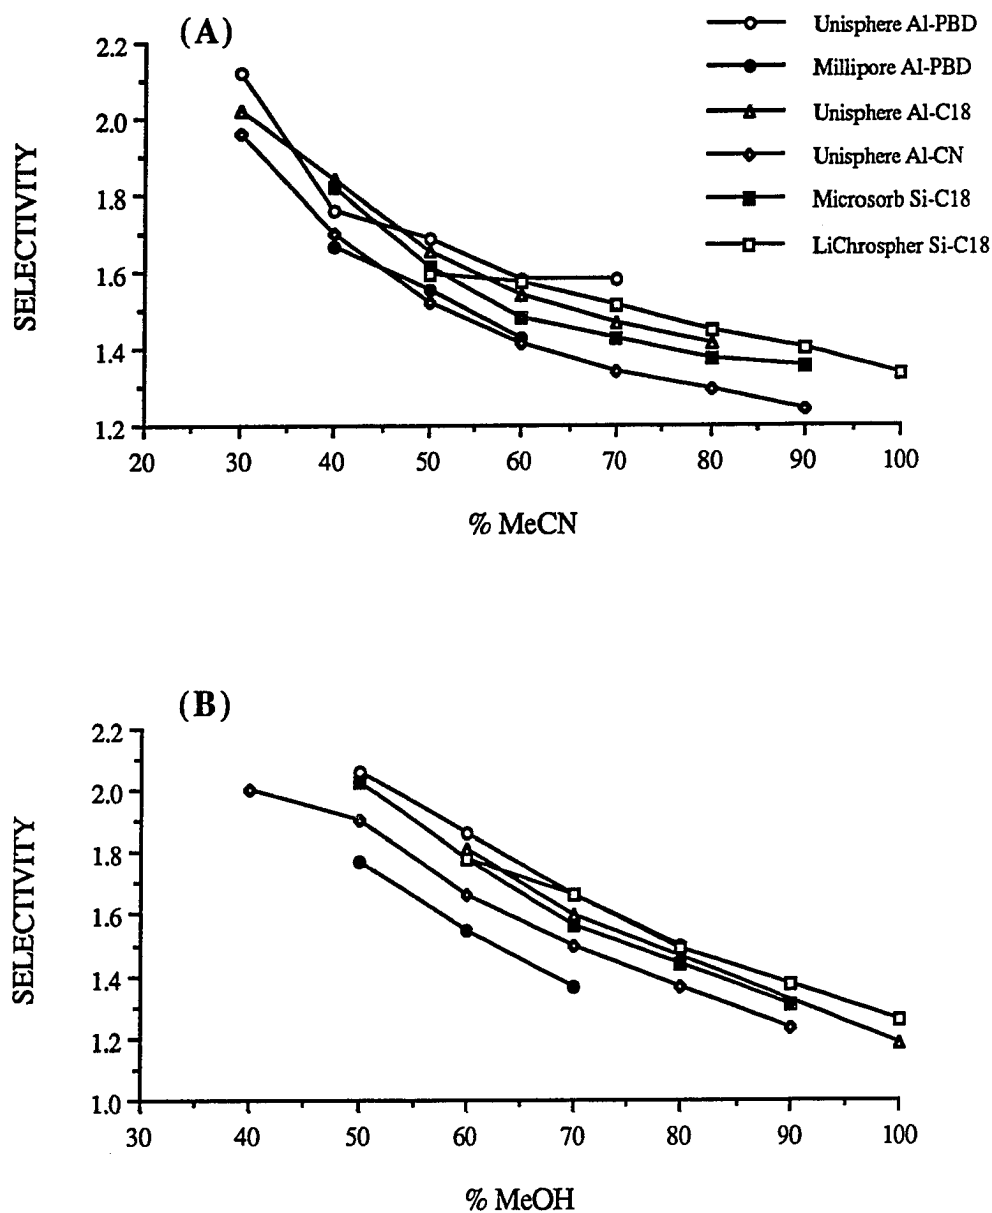 (A)
Unisphere Al-PBD
Millipore Al-PBD
Unisphere Al-C18
Unisphere Al-CN
Microsorb Si-C18
LiChrospher Si-C18
SELECTIVITY
2.2
2.0
1.8
1.6
1.4
1.2
20 30 40 50 60 70 80 90 100
% MeCN
(B)
SELECTIVITY
2.2
2.0
1.8
1.6
1.4
1.2
1.0
30 40 50 60 70 80 90 100
% MeOH